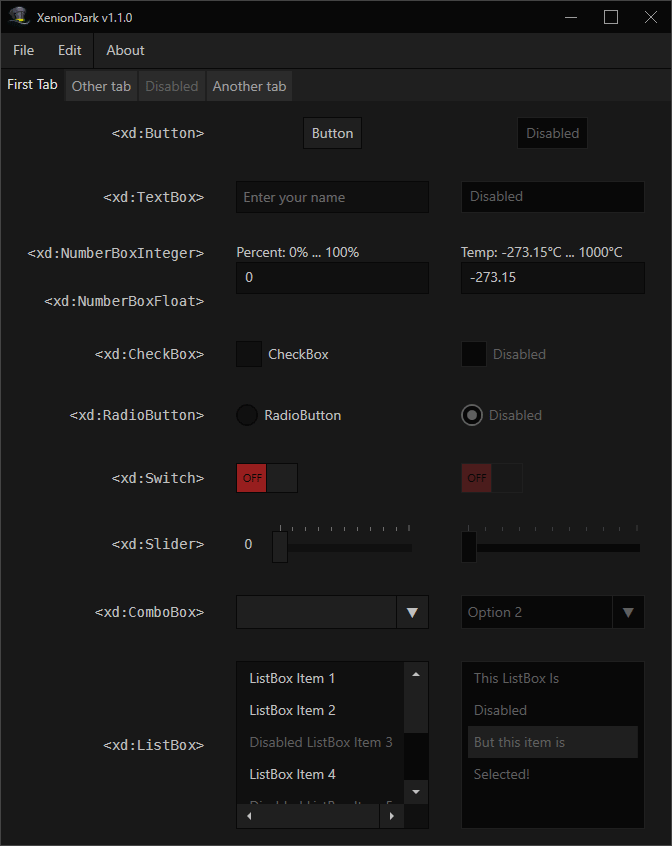 XenionDark v1.1.0
File Edit About
First Tab Other tab Disabled Another tab
<xd:Button> Button Disabled
<xd:TextBox> Enter your name Disabled
<xd:NumberBoxInteger> Percent: 0% ... 100% Temp: -273.15°C ... 1000°C
0 -273.15
<xd:NumberBoxFloat>
<xd:CheckBox> CheckBox Disabled
<xd:RadioButton> RadioButton Disabled
<xd:Switch> OFF OFF
<xd:Slider> 0
<xd:ComboBox> Option 2
ListBox Item 1 This ListBox Is
ListBox Item 2 Disabled
<xd:ListBox> Disabled ListBox Item 3 But this item is
ListBox Item 4 Selected!
Disabled ListBox Item 5